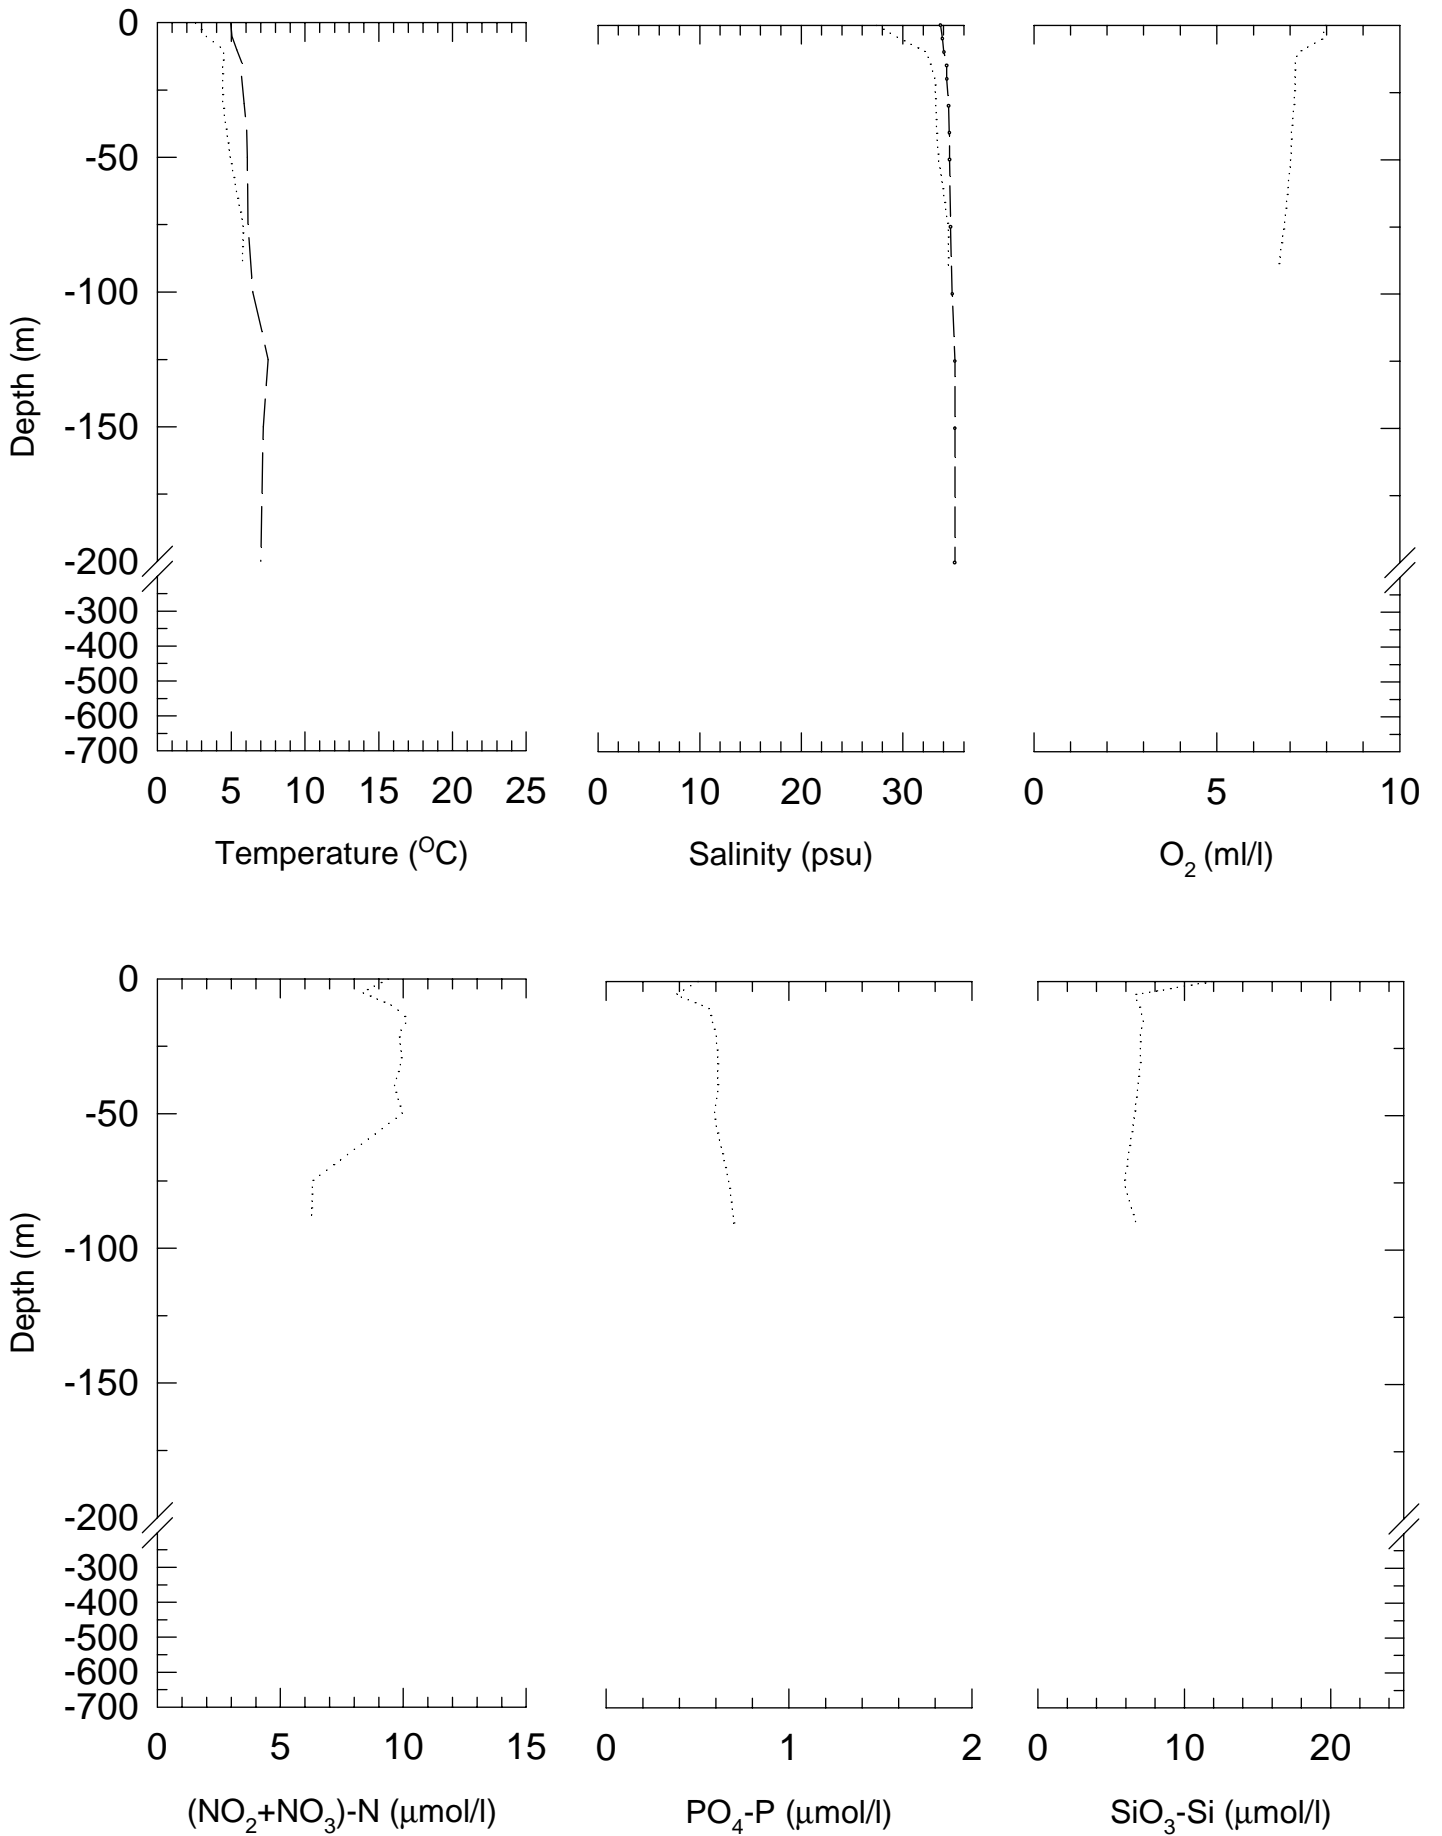 0
-50
-100
-150
-200
-300
-400
-500
-600
-700
Depth (m)
0 5 10 15 20 25
Temperature (OC)
0 10 20 30
Salinity (psu)
0 5 10
O2 (ml/l)
0
-50
-100
-150
-200
-300
-400
-500
-600
-700
Depth (m)
0 5 10 15
(NO2+NO3)-N (μmol/l)
0 1 2
PO4-P (μmol/l)
0 10 20
SiO3-Si (μmol/l)